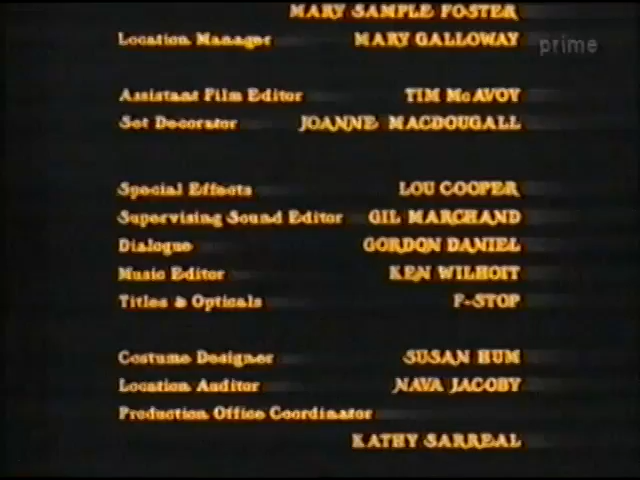 MARY SAMPLE FOSTER
Location Manager MARY GALLOWAY
prime
Assistant Film Editor TIM McAVOY
Set Decorator JOANNE MACDOUGALL
Special Effects LOU COOPER
Supervising Sound Editor GIL MARCHAND
Dialogue GORDON DANIEL
Music Editor KEN WILHOIT
Titles & Opticals F-STOP
Costume Designer SUSAN HUM
Location Auditor NAVA JACOBY
Production Office Coordinator
KATHY SARREAL